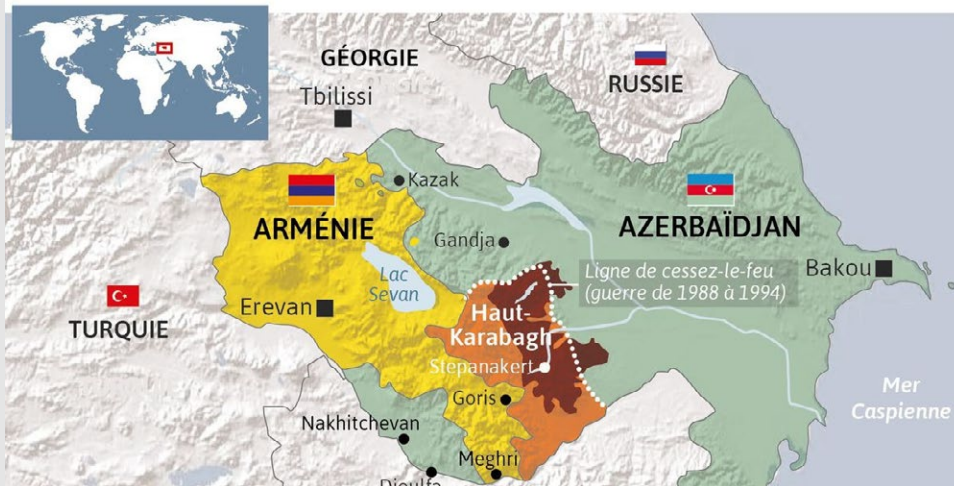 GÉORGIE
Tbilissi
RUSSIE
Kazak
ARMÉNIE
AZERBAÏDJAN
Gandja
Lac
Sevan
Ligne de cessez-le-feu
(guerre de 1988 à 1994)
Bakou
Erevan
Haut-
Karabagh
TURQUIE
Stepanakert
Mer
Caspienne
Goris
Nakhitchevan
Meghri
Djoulfa